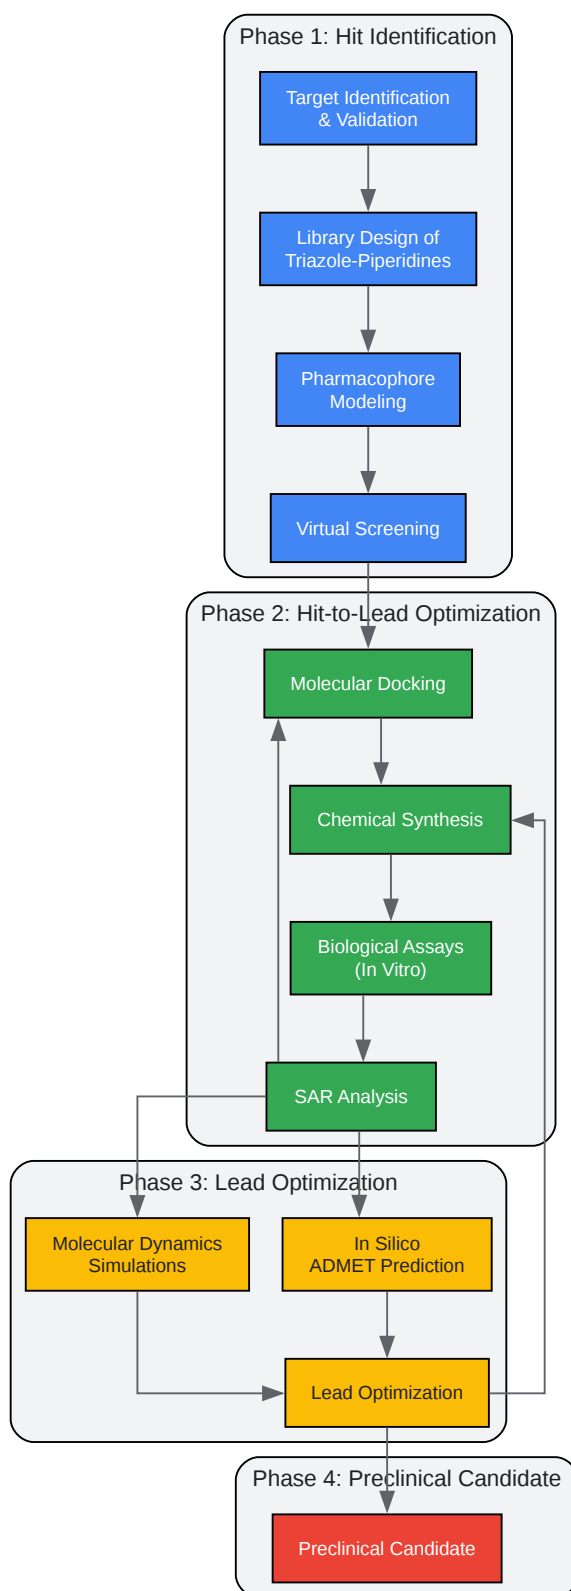 Phase 1: Hit Identification
Target Identification
& Validation
Library Design of
Triazole-Piperidines
Pharmacophore
Modeling
Virtual Screening
Phase 2: Hit-to-Lead Optimization
Molecular Docking
Chemical Synthesis
Biological Assays
(In Vitro)
SAR Analysis
Phase 3: Lead Optimization
Molecular Dynamics
Simulations
In Silico
ADMET Prediction
Lead Optimization
Phase 4: Preclinical Candidate
Preclinical Candidate